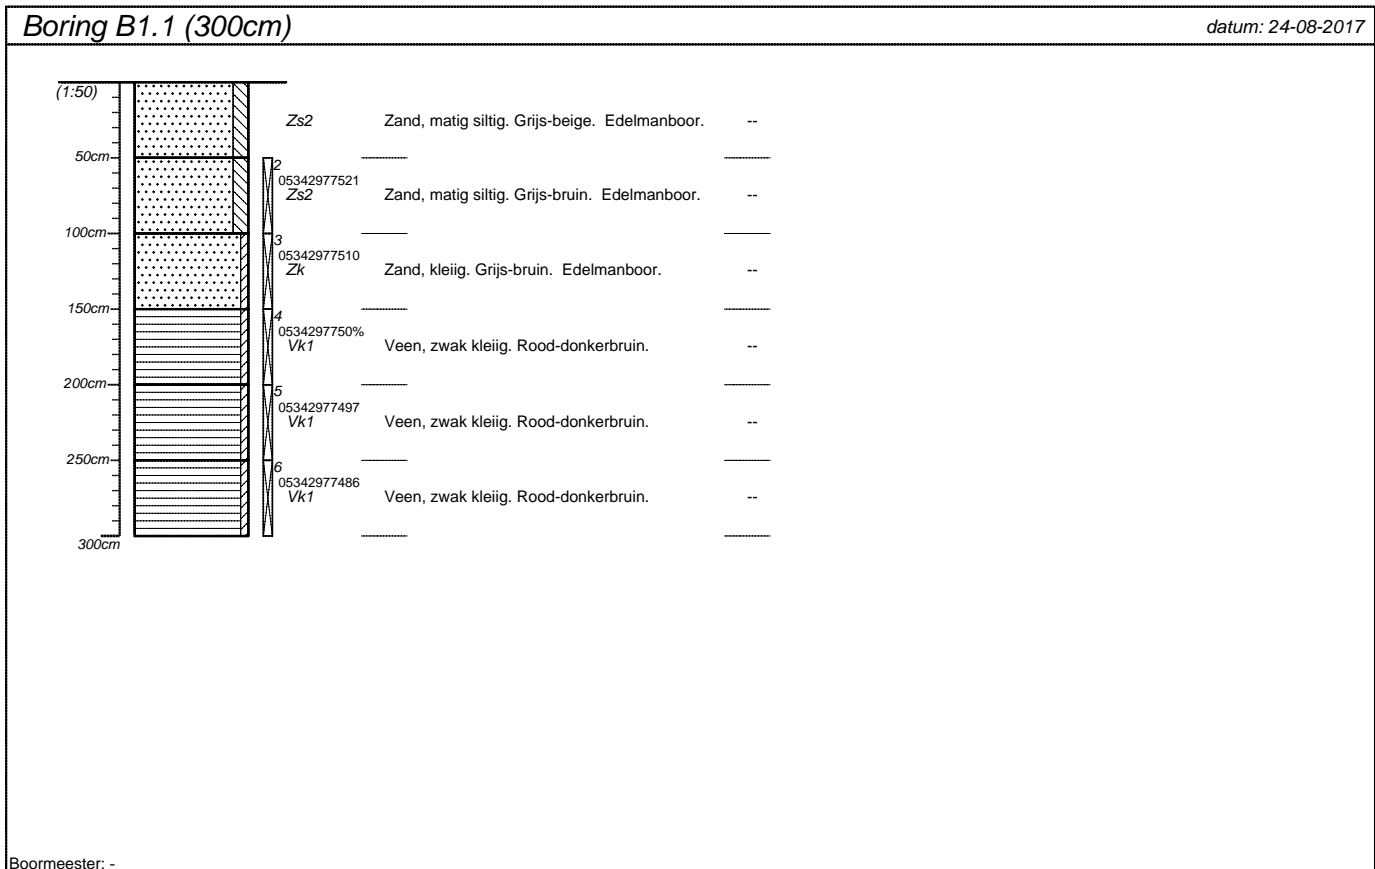 Boring B1.1 (300cm)
datum: 24-08-2017
(1:50)
Zs2 Zand, matig siltig. Grijs-beige. Edelmanboor. --
50cm
2
05342977521
Zs2 Zand, matig siltig. Grijs-bruin. Edelmanboor. --
100cm
3
05342977510
Zk Zand, kleiig. Grijs-bruin. Edelmanboor. --
150cm
4
0534297750%
Vk1 Veen, zwak kleiig. Rood-donkerbruin. --
200cm
5
05342977497
Vk1 Veen, zwak kleiig. Rood-donkerbruin. --
250cm
6
05342977486
Vk1 Veen, zwak kleiig. Rood-donkerbruin. --
300cm
Boormeester: -